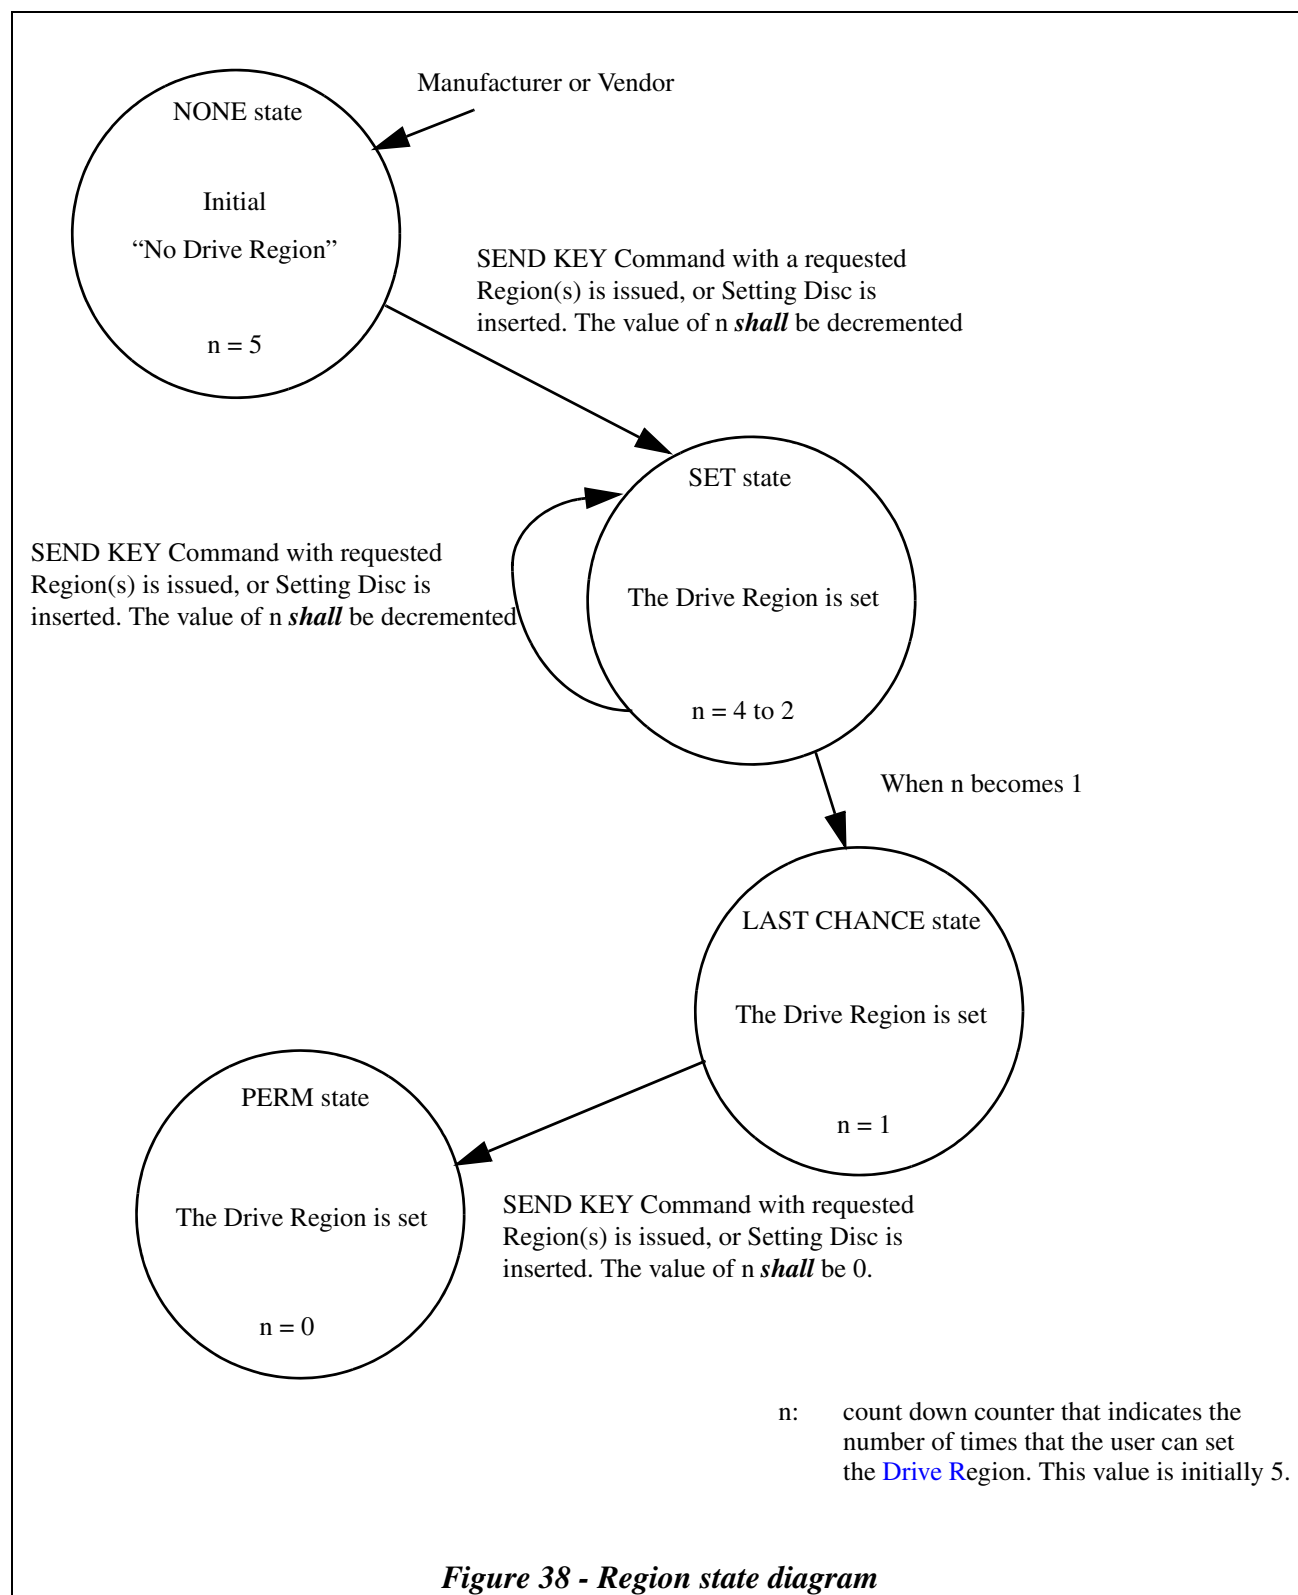 Manufacturer or Vendor
NONE state
Initial
“No Drive Region”
n = 5
SEND KEY Command with a requested
Region(s) is issued, or Setting Disc is
inserted. The value of n shall be decremented
SET state
The Drive Region is set
n = 4 to 2
SEND KEY Command with requested
Region(s) is issued, or Setting Disc is
inserted. The value of n shall be decremented
When n becomes 1
LAST CHANCE state
The Drive Region is set
n = 1
PERM state
The Drive Region is set
n = 0
SEND KEY Command with requested
Region(s) is issued, or Setting Disc is
inserted. The value of n shall be 0.
n: count down counter that indicates the
number of times that the user can set
the Drive Region. This value is initially 5.
Figure 38 - Region state diagram